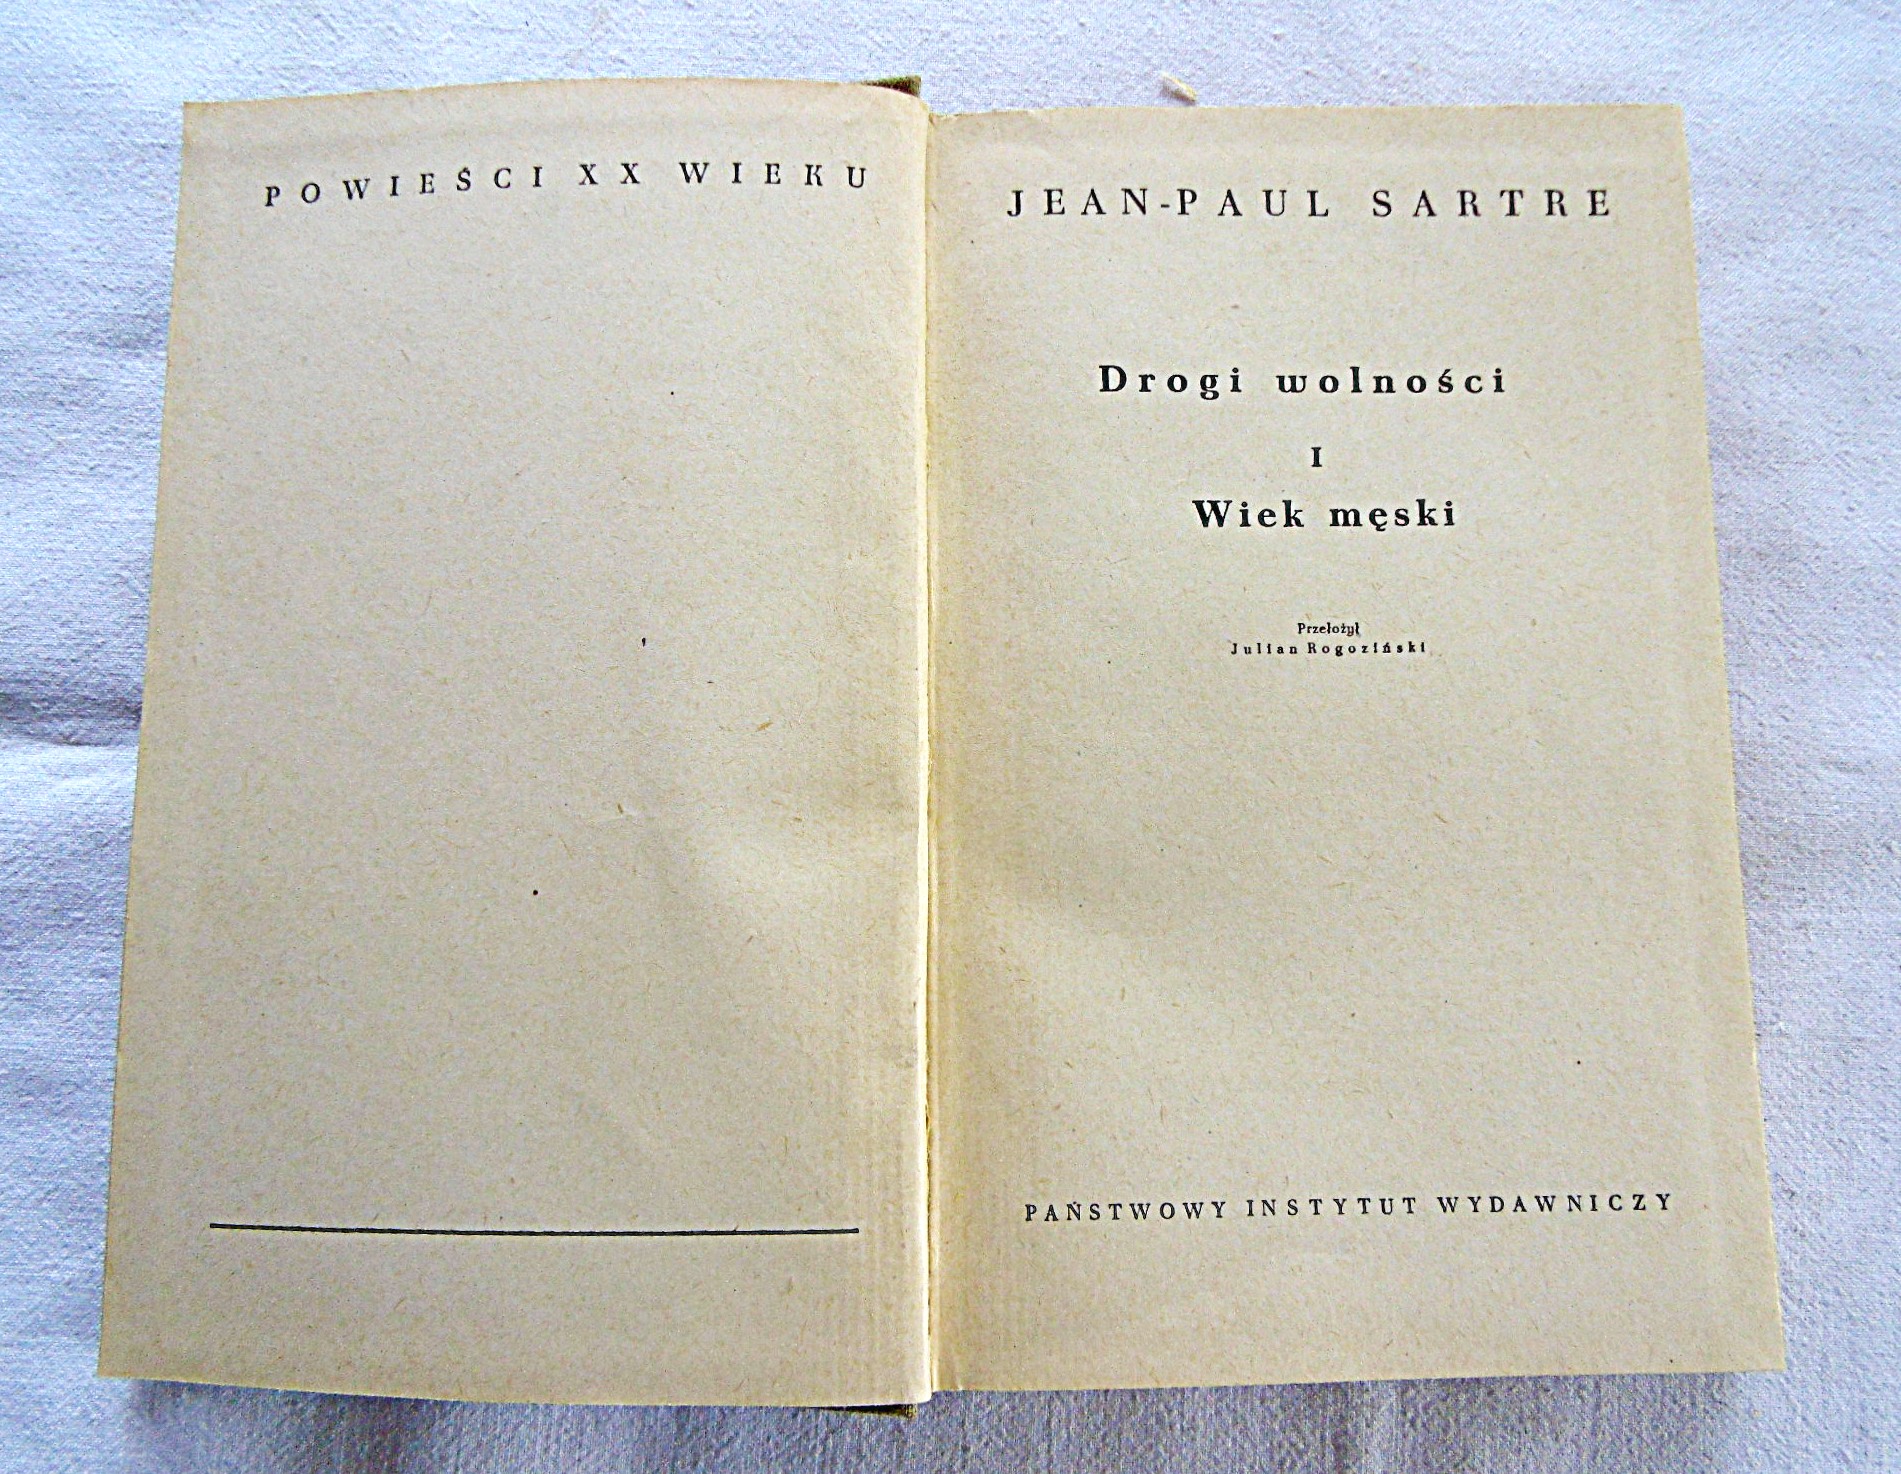 POWIEŚCI XX WIEKU
JEAN-PAUL SARTRE
Drogi wolności
I
Wiek męski
Przełożył
Julian Rogoziński
PAŃSTWOWY INSTYTUT WYDAWNICZY